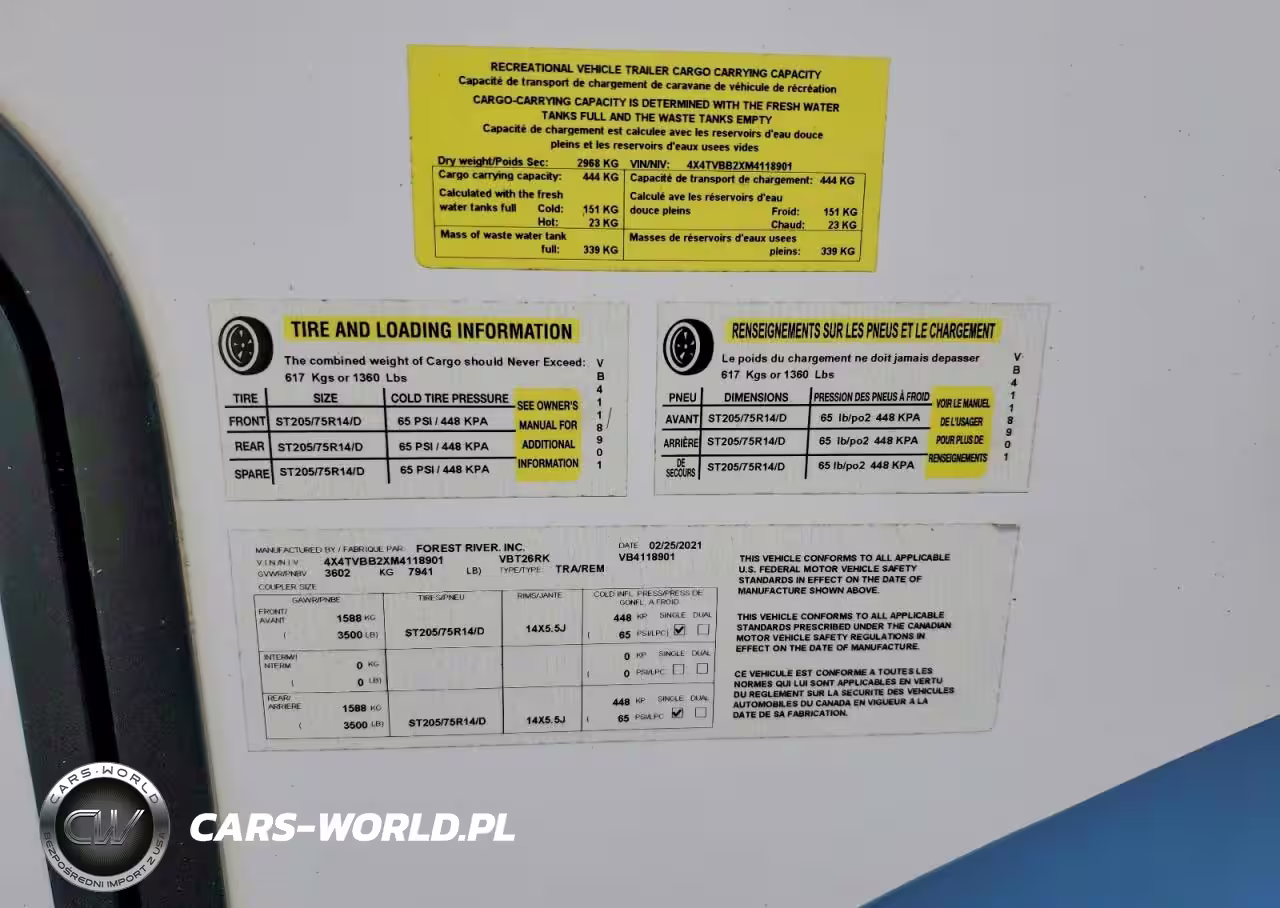 RECREATIONAL VEHICLE TRAILER CARGO CARRYING CAPACITY
Capacité de transport de chargement de caravane de véhicule de récréation
CARGO-CARRYING CAPACITY IS DETERMINED WITH THE FRESH WATER
TANKS FULL AND THE WASTE TANKS EMPTY
Capacité de chargement est calculee avec les reservoirs d'eau douce
pleins et les reservoirs d'eaux usees vides
Dry weight/Poids Sec: 2968 KG VIN/NIV: 4X4TVBB2XM4118901
Cargo carrying capacity: 444 KG Capacité de transport de chargement: 444 KG
Calculated with the fresh Calculé ave les réservoirs d'eau
water tanks full Cold: 151 KG douce pleins Froid: 151 KG
Hot: 23 KG Chaud: 23 KG
Mass of waste water tank Masses de réservoirs d'eaux usees
full: 339 KG pleins: 339 KG
TIRE AND LOADING INFORMATION
The combined weight of Cargo should Never Exceed:
617 Kgs or 1360 Lbs
TIRE SIZE COLD TIRE PRESSURE
FRONT ST205/75R14/D 65 PSI / 448 KPA
REAR ST205/75R14/D 65 PSI / 448 KPA
SPARE ST205/75R14/D 65 PSI / 448 KPA
SEE OWNER'S
MANUAL FOR
ADDITIONAL
INFORMATION
VB4118901
RENSEIGNEMENTS SUR LES PNEUS ET LE CHARGEMENT
Le poids du chargement ne doit jamais depasser
617 Kgs or 1360 Lbs
PNEU DIMENSIONS PRESSION DES PNEUS À FROID
AVANT ST205/75R14/D 65 lb/po2 448 KPA
ARRIÈRE ST205/75R14/D 65 lb/po2 448 KPA
DE SECOURS ST205/75R14/D 65 lb/po2 448 KPA
VOIR LE MANUEL
DE L'USAGER
POUR PLUS DE
RENSEIGNEMENTS
VB4118901
MANUFACTURED BY / FABRIQUE PAR: FOREST RIVER, INC. DATE 02/25/2021
V I N / N I V 4X4TVBB2XM4118901 VBT26RK VB4118901
GVWR/PNBV 3602 KG 7941 LB) TYPE/TYPE: TRA/REM
COUPLER SIZE
GAWR/PNBE TIRES/PNEU RIMS/JANTE COLD INFL. PRESS/PRESS DE
GONFL. A FROID
FRONT/
AVANT 1588 KG 448 KP SINGLE DUAL
( 3500 LB) ST205/75R14/D 14X5.5J ( 65 PSI/LPC) ☑ ☐
INTERM/I
NTERM 0 KG 0 KP SINGLE DUAL
( 0 LB) ( 0 PSI/LPC ☐ ☐
REAR/
ARRIERE 1588 KG 448 KP SINGLE DUAL
( 3500 LB) ST205/75R14/D 14X5.5J ( 65 PSI/LPC ☑ ☐
THIS VEHICLE CONFORMS TO ALL APPLICABLE
U.S. FEDERAL MOTOR VEHICLE SAFETY
STANDARDS IN EFFECT ON THE DATE OF
MANUFACTURE SHOWN ABOVE.
THIS VEHICLE CONFORMS TO ALL APPLICABLE
STANDARDS PRESCRIBED UNDER THE CANADIAN
MOTOR VEHICLE SAFETY REGULATIONS IN
EFFECT ON THE DATE OF MANUFACTURE.
CE VEHICULE EST CONFORME A TOUTES LES
NORMES QUI LUI SONT APPLICABLES EN VERTU
DU REGLEMENT SUR LA SECURITE DES VEHICULES
AUTOMOBILES DU CANADA EN VIGUEUR A LA
DATE DE SA FABRICATION.
CARS-WORLD
CW
BEZPOŚREDNI IMPORT Z USA
CARS-WORLD.PL